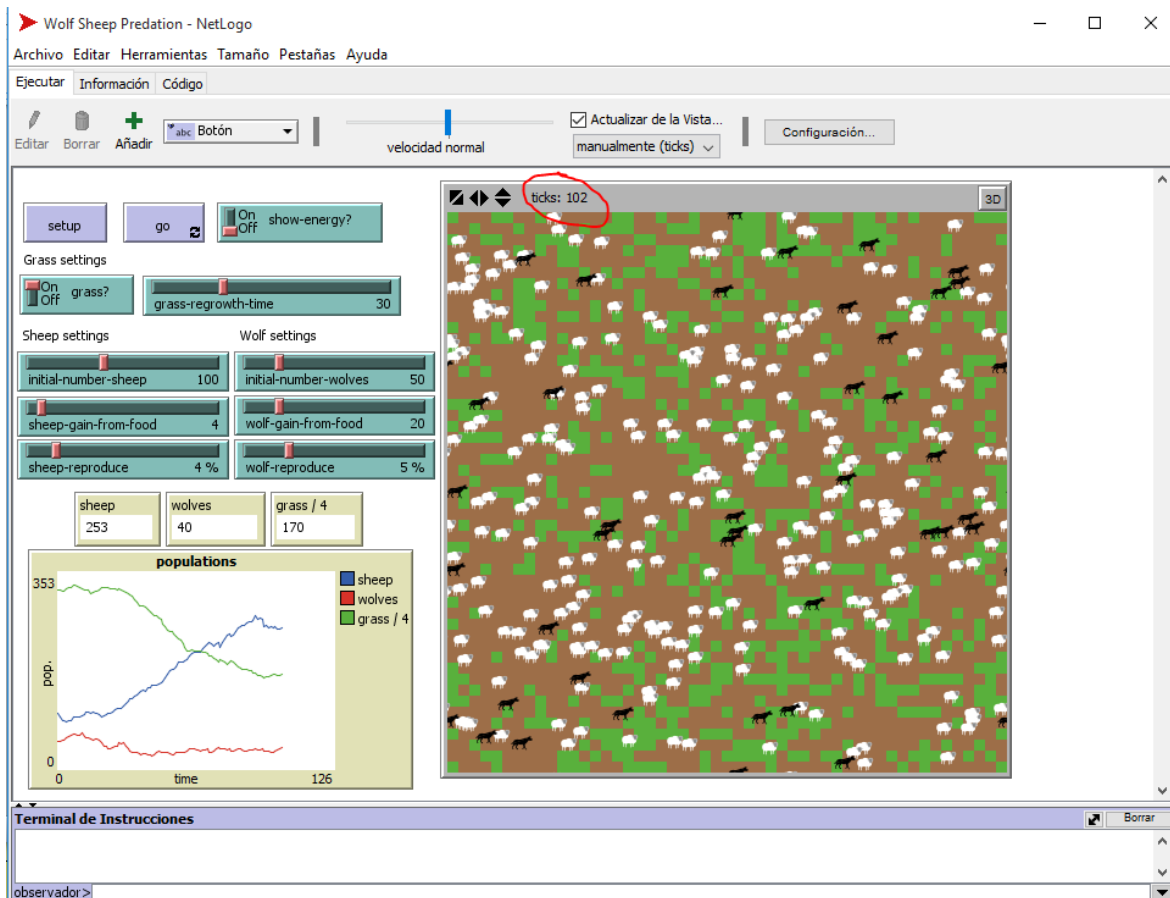 Wolf Sheep Predation - NetLogo
Archivo Editar Herramientas Tamaño Pestañas Ayuda
Ejecutar Información Código
Editar Borrar Añadir abc Botón velocidad normal Actualizar de la Vista... manualmente (ticks) Configuración...
ticks: 102 3D
setup go On Off show-energy?
Grass settings
On Off grass? grass-regrowth-time 30
Sheep settings Wolf settings
initial-number-sheep 100 initial-number-wolves 50
sheep-gain-from-food 4 wolf-gain-from-food 20
sheep-reproduce 4 % wolf-reproduce 5 %
sheep wolves grass / 4
253 40 170
populations
353 sheep
wolves
grass / 4
pop.
0
0 time 126
Terminal de Instrucciones Borrar
observador>